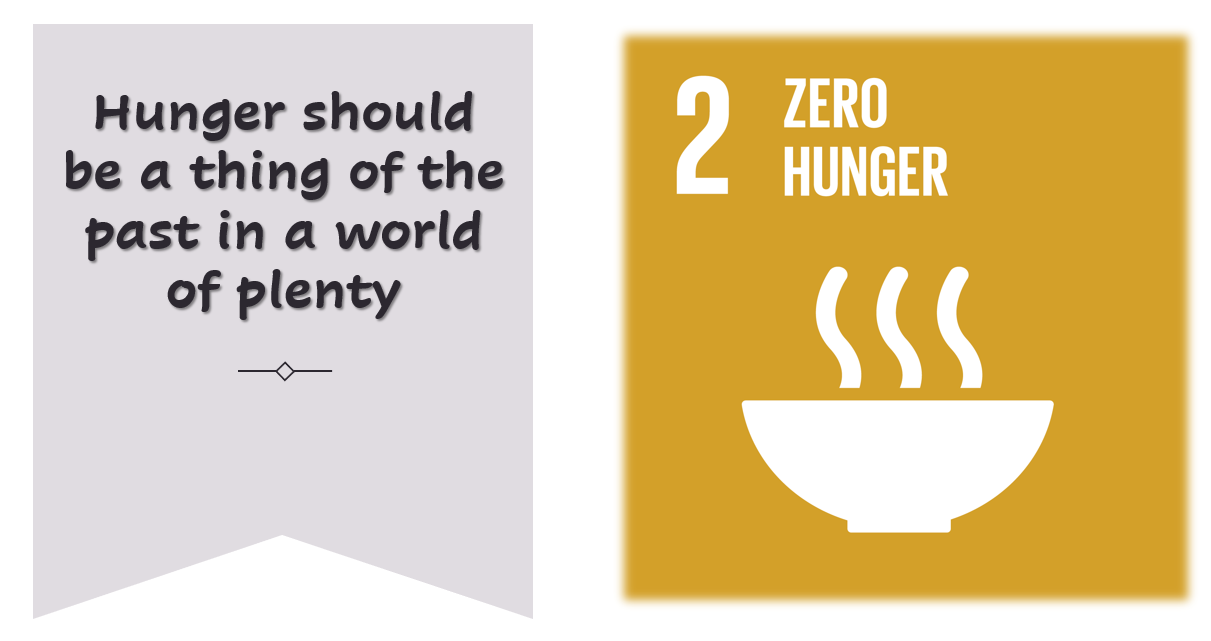 Hunger should
be a thing of the
past in a world
of plenty
2
ZERO
HUNGER